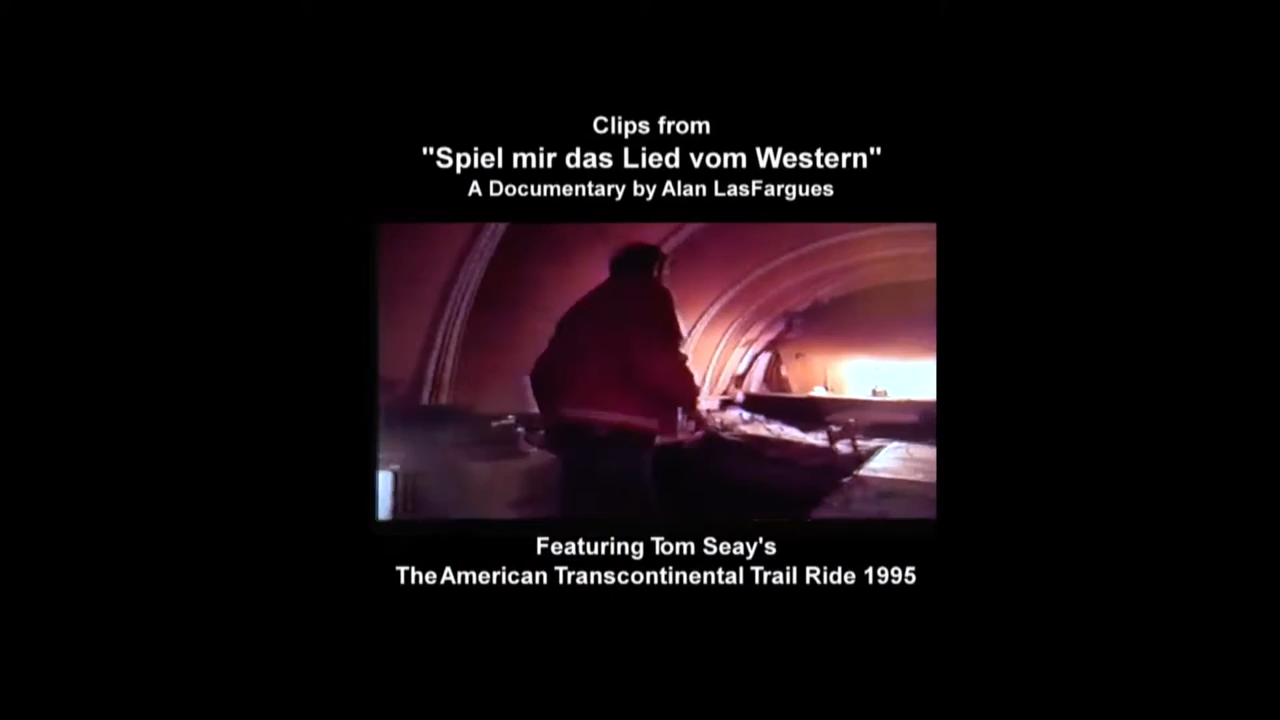 Clips from
"Spiel mir das Lied vom Western"
A Documentary by Alan LasFargues
Featuring Tom Seay's
The American Transcontinental Trail Ride 1995